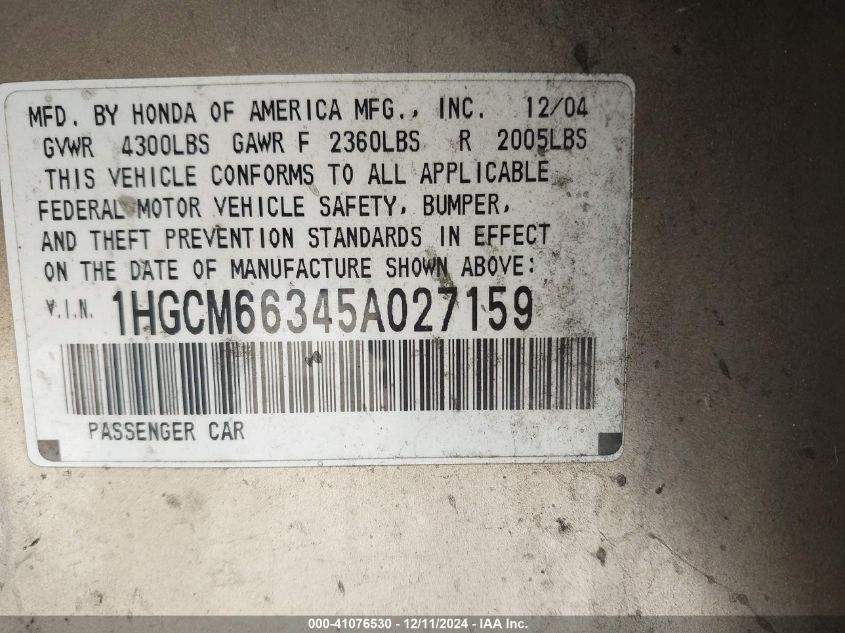 MFD. BY HONDA OF AMERICA MFG., INC. 12/04
GVWR 4300LBS GAWR F 2360LBS R 2005LBS
THIS VEHICLE CONFORMS TO ALL APPLICABLE
FEDERAL MOTOR VEHICLE SAFETY, BUMPER,
AND THEFT PREVENTION STANDARDS IN EFFECT
ON THE DATE OF MANUFACTURE SHOWN ABOVE:
V.I.N. 1HGCM66345A027159
PASSENGER CAR
000-41076530 - 12/11/2024 - IAA Inc.